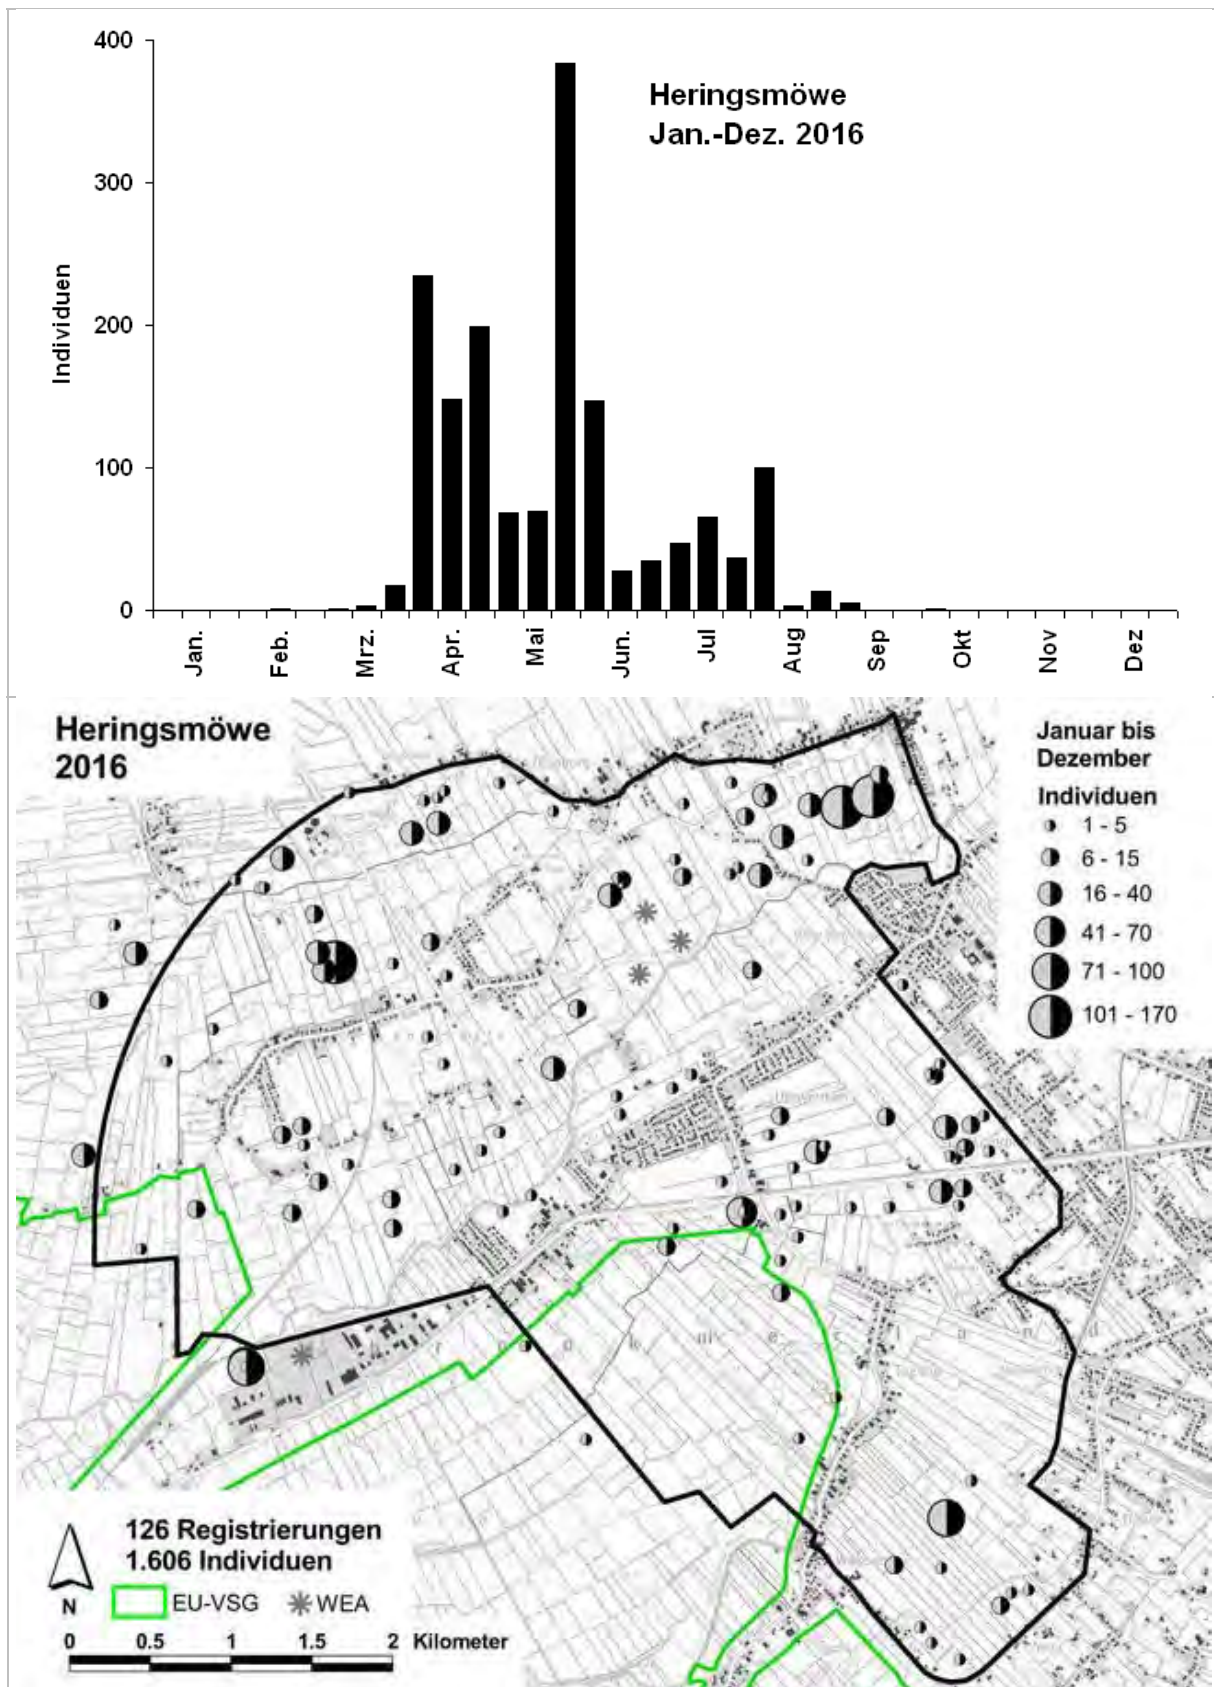 400
Heringsmöwe
Jan.-Dez. 2016
300
Individuen
200
100
0
Jan.
Feb.
Mrz.
Apr.
Mai
Jun.
Jul
Aug
Sep
Okt
Nov
Dez
Heringsmöwe
2016
Januar bis
Dezember
Individuen
1 - 5
6 - 15
16 - 40
41 - 70
71 - 100
101 - 170
126 Registrierungen
1.606 Individuen
N
EU-VSG
WEA
0 0.5 1 1.5 2 Kilometer